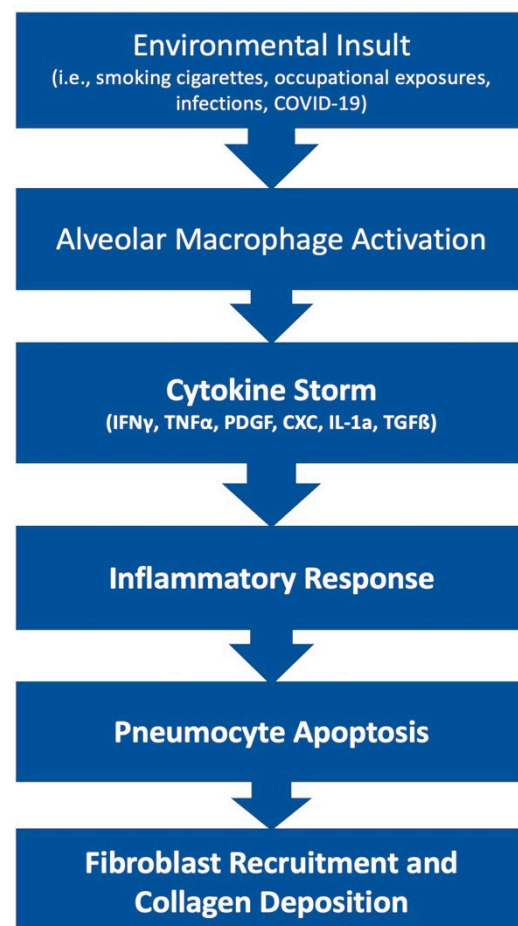 Environmental Insult
(i.e., smoking cigarettes, occupational exposures,
infections, COVID-19)
Alveolar Macrophage Activation
Cytokine Storm
(IFNγ, TNFα, PDGF, CXC, IL-1a, TGFß)
Inflammatory Response
Pneumocyte Apoptosis
Fibroblast Recruitment and
Collagen Deposition